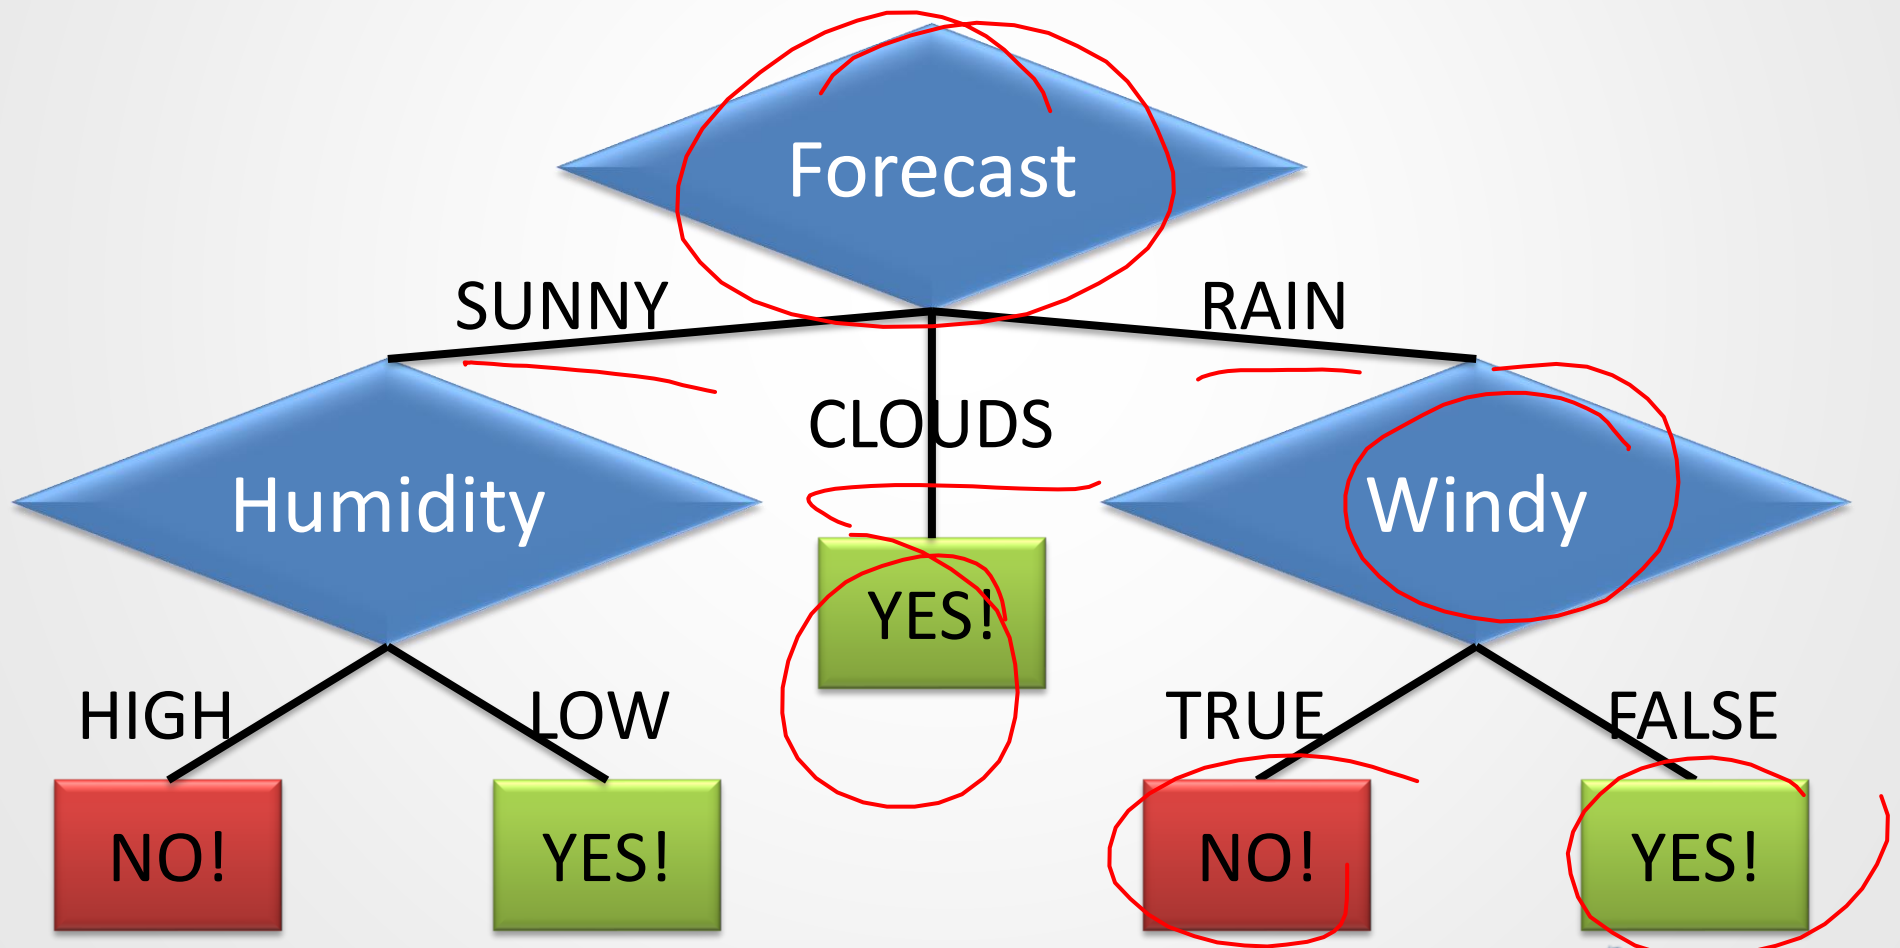 Forecast
SUNNY
RAIN
CLOUDS
Humidity
Windy
YES!
HIGH
LOW
TRUE
FALSE
NO!
YES!
NO!
YES!